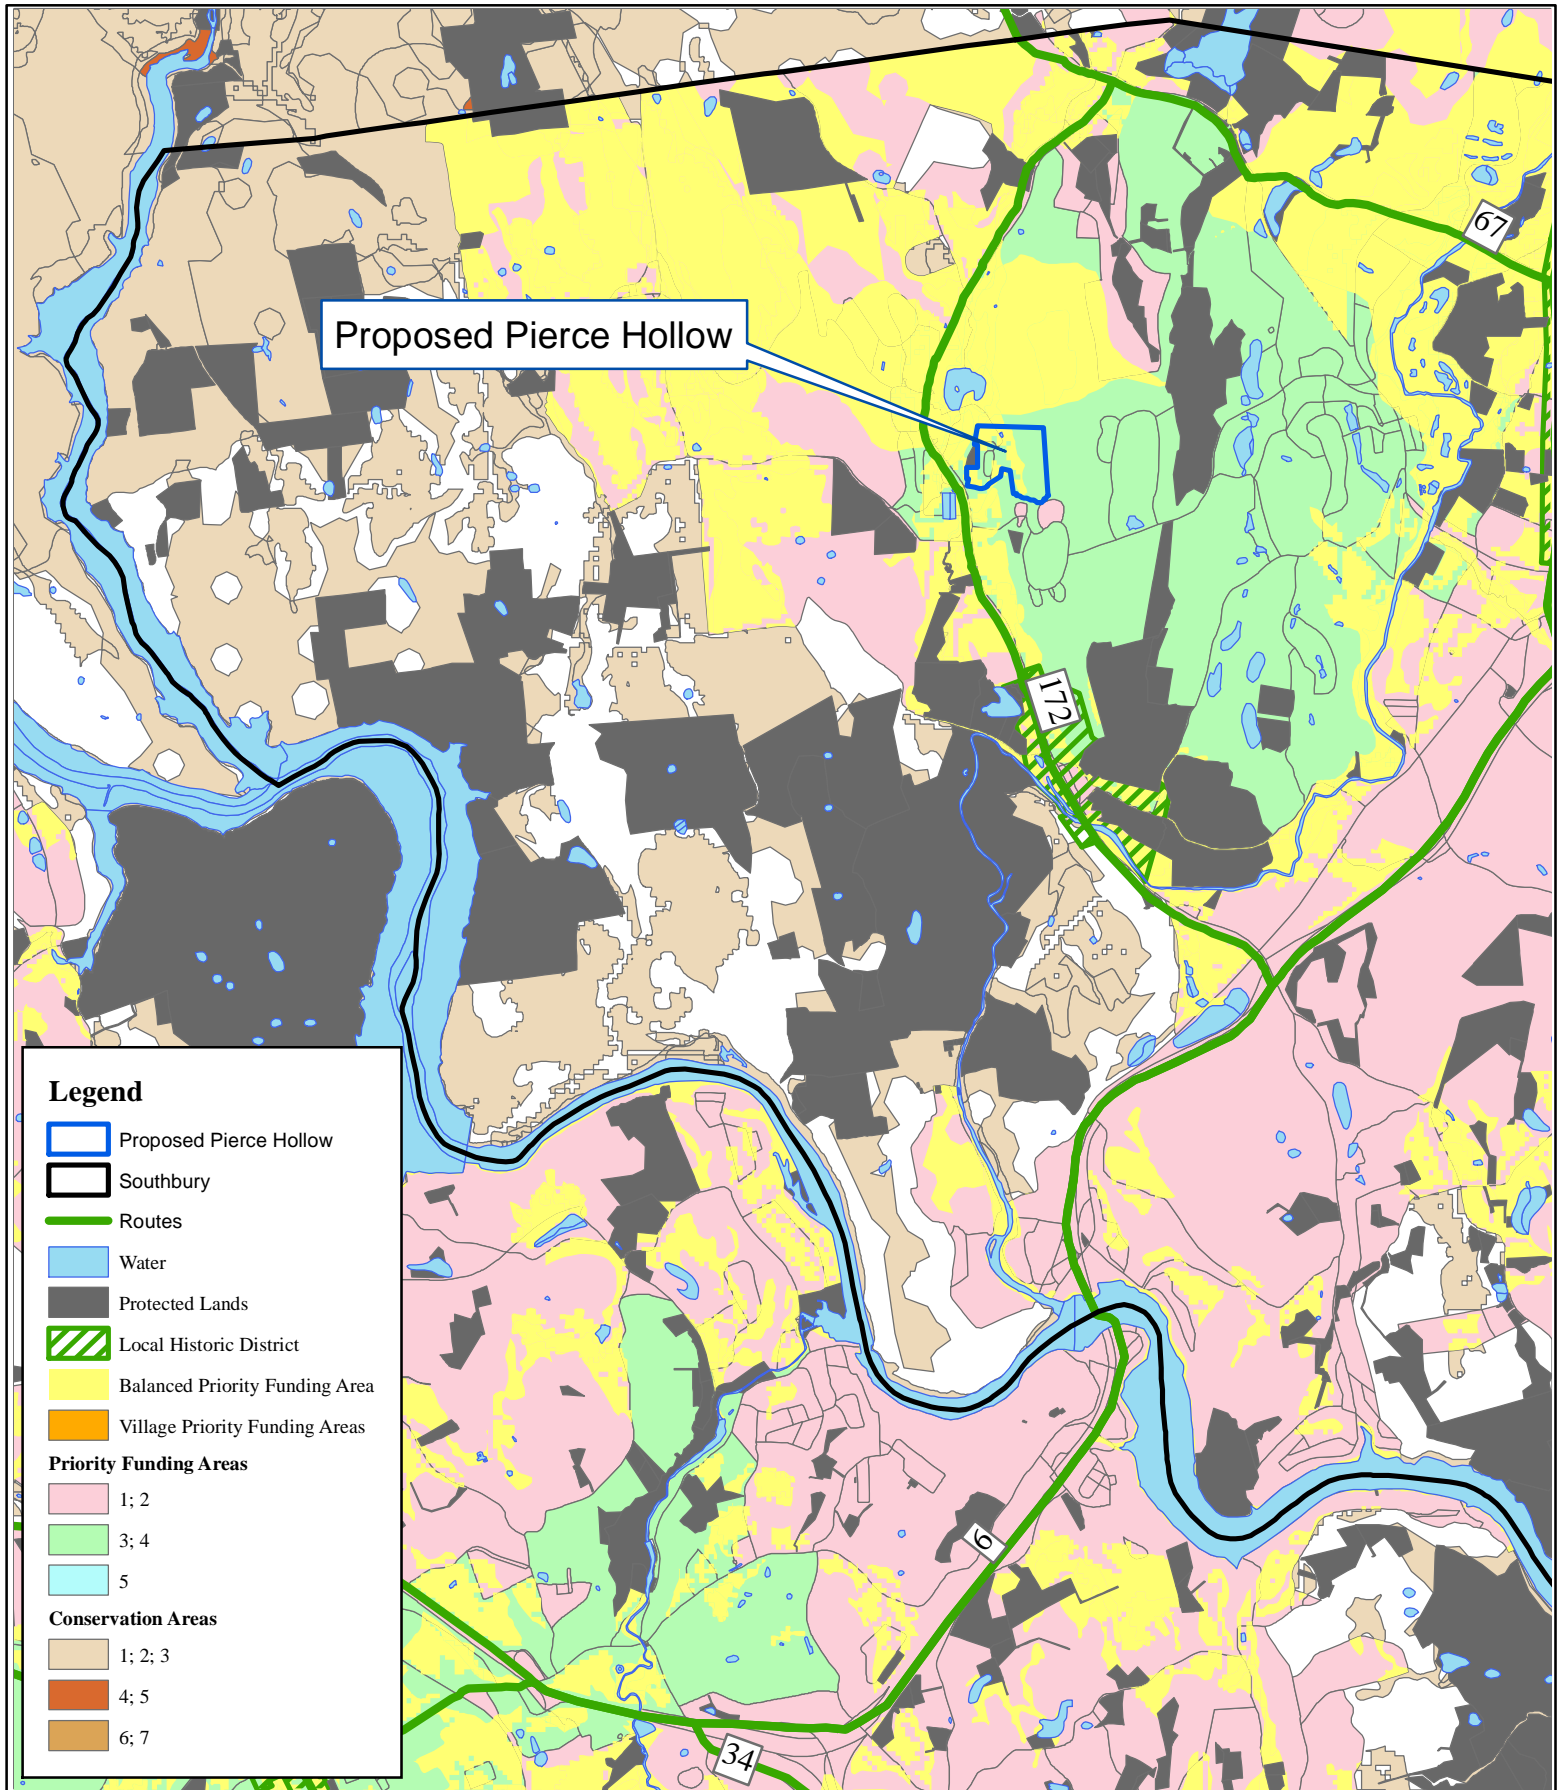 67
Proposed Pierce Hollow
172
Legend
Proposed Pierce Hollow
Southbury
Routes
Water
Protected Lands
Local Historic District
Balanced Priority Funding Area
Village Priority Funding Areas
Priority Funding Areas
1; 2
3; 4
5
Conservation Areas
1; 2; 3
4; 5
6; 7
6
34